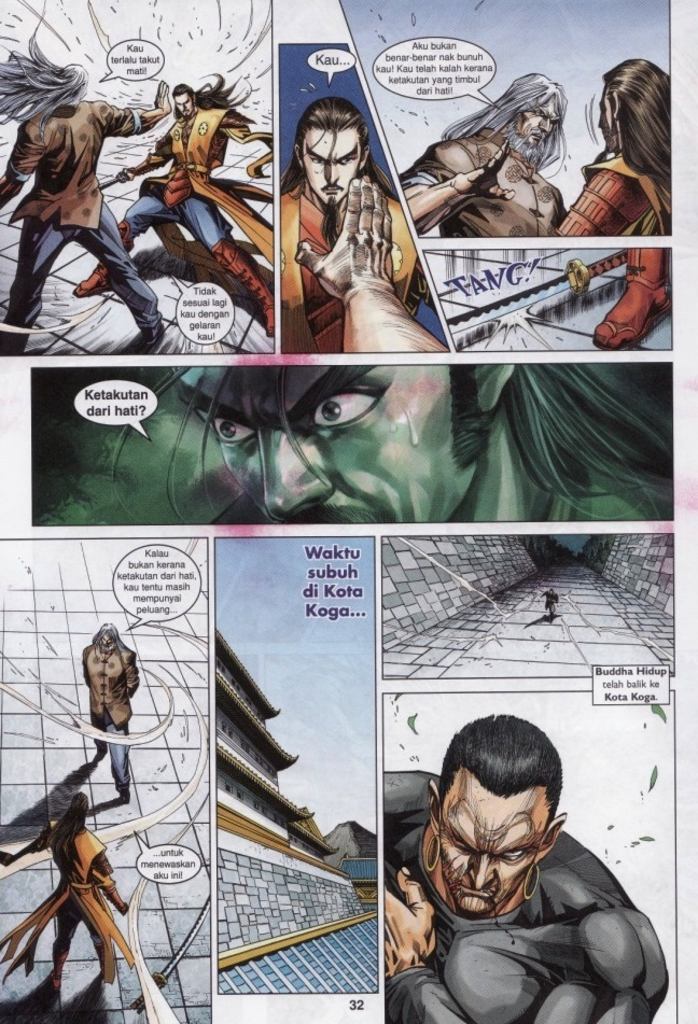 Kau
terlalu takut
mati!
Tidak
sesuai lagi
kau dengan
gelaran
kau!
Kau...
Aku bukan
benar-benar nak bunuh
kau! Kau telah kalah kerana
ketakutan yang timbul
dari hati!
TANG!
Ketakutan
dari hati?
Kalau
bukan kerana
ketakutan dari hati,
kau tentu masih
mempunyai
peluang...
...untuk
menewaskan
aku ini!
Waktu
subuh
di Kota
Koga...
Buddha Hidup
telah balik ke
Kota Koga.
32